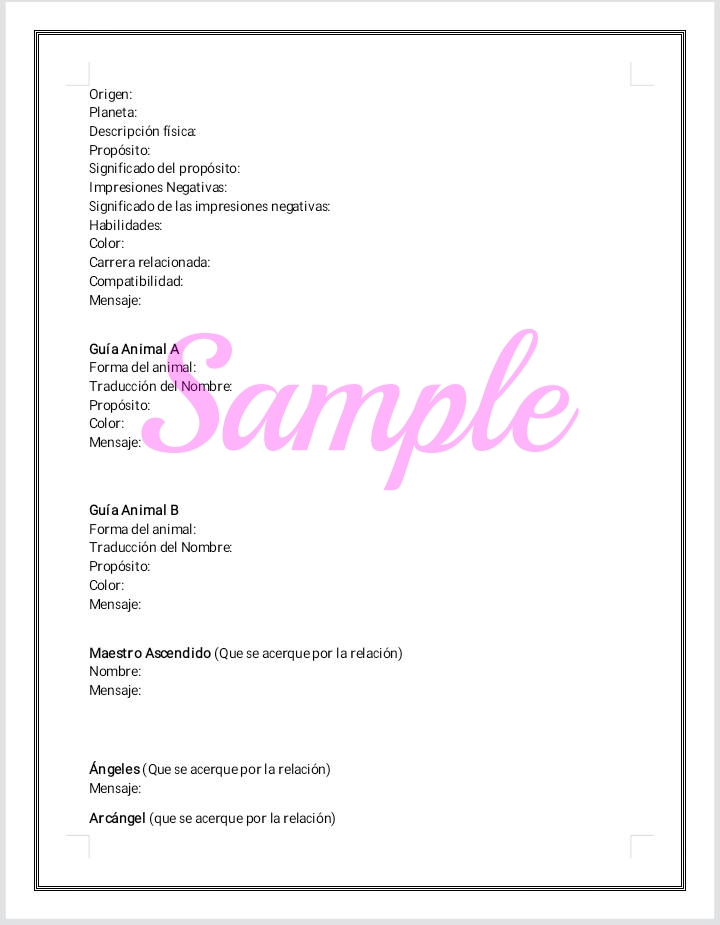 Origen:
Planeta:
Descripción física:
Propósito:
Significado del propósito:
Impresiones Negativas:
Significado de las impresiones negativas:
Habilidades:
Color:
Carrera relacionada:
Compatibilidad:
Mensaje:
Guía Animal A
Forma del animal:
Traducción del Nombre:
Propósito:
Color:
Mensaje:
Sample
Guía Animal B
Forma del animal:
Traducción del Nombre:
Propósito:
Color:
Mensaje:
Maestro Ascendido (Que se acerque por la relación)
Nombre:
Mensaje:
Ángeles (Que se acerque por la relación)
Mensaje:
Arcángel (que se acerque por la relación)